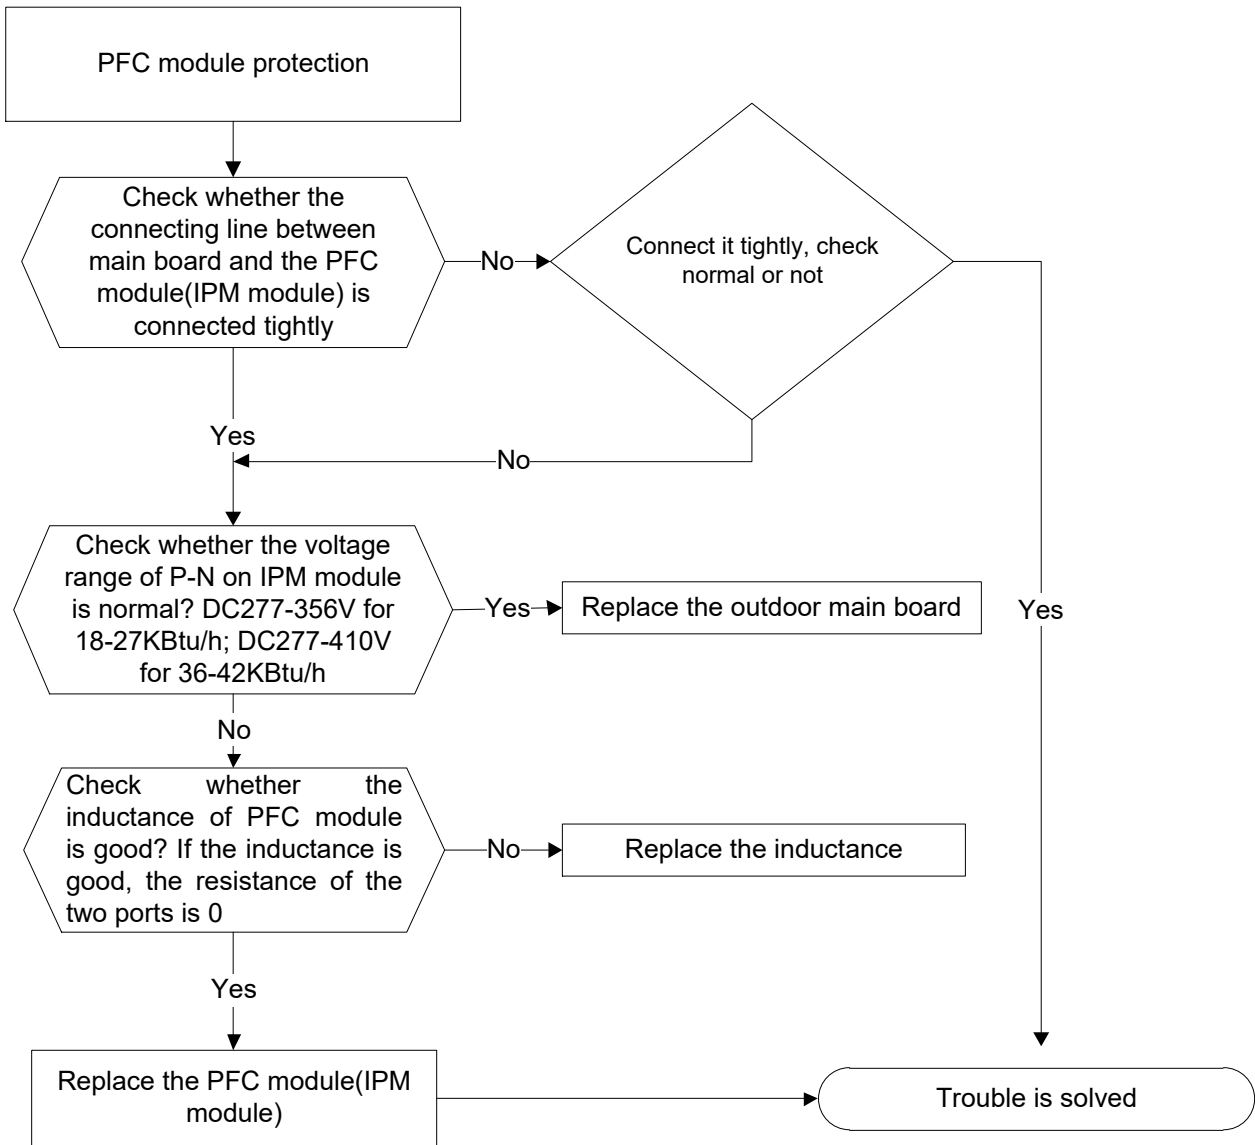 PFC module protection
Check whether the
connecting line between
main board and the PFC
module(IPM module) is
connected tightly
No
Connect it tightly, check
normal or not
Yes
No
Check whether the voltage
range of P-N on IPM module
is normal? DC277-356V for
18-27KBtu/h; DC277-410V
for 36-42KBtu/h
Yes
Replace the outdoor main board
Yes
No
Check whether the
inductance of PFC module
is good? If the inductance is
good, the resistance of the
two ports is 0
No
Replace the inductance
Yes
Replace the PFC module(IPM
module)
Trouble is solved